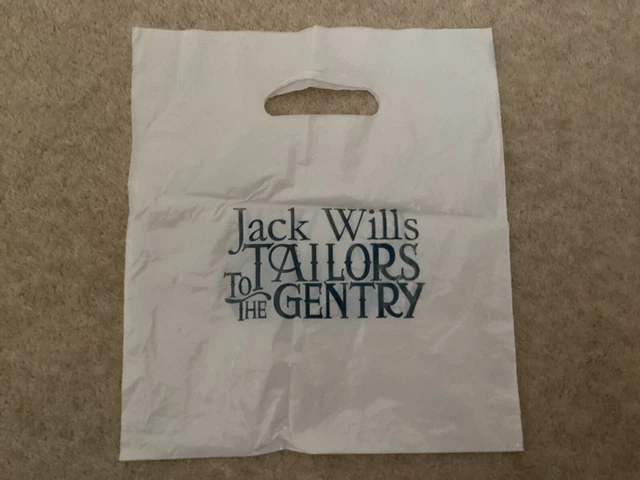 Jack Wills
TAILORS
To THE GENTRY